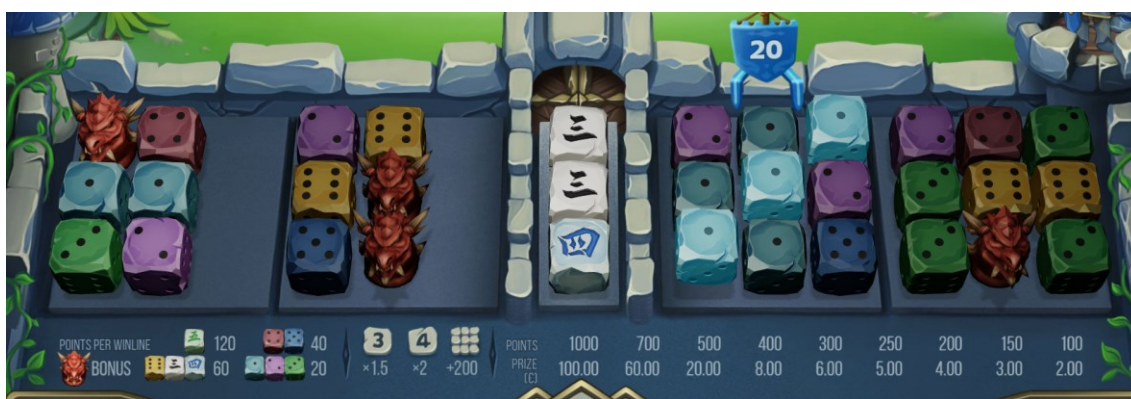 20
三
三
POINTS PER WINLINE 120 40 3 4 POINTS 1000 700 500 400 300 250 200 150 100
BONUS 三 60 20 ×1.5 ×2 +200 PRIZE (£) 100.00 60.00 20.00 8.00 6.00 5.00 4.00 3.00 2.00